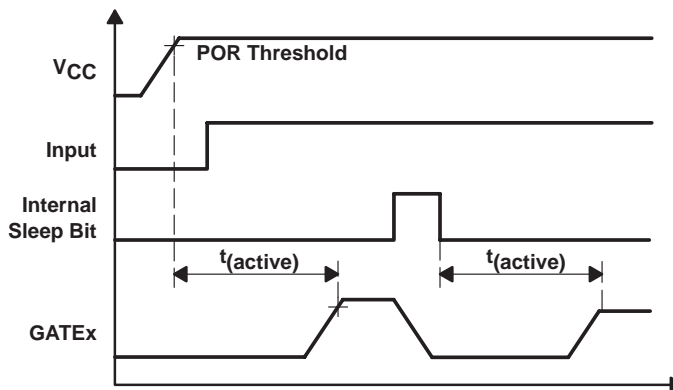 POR Threshold
VCC
Input
Internal
Sleep Bit
t(active)
t(active)
GATEx